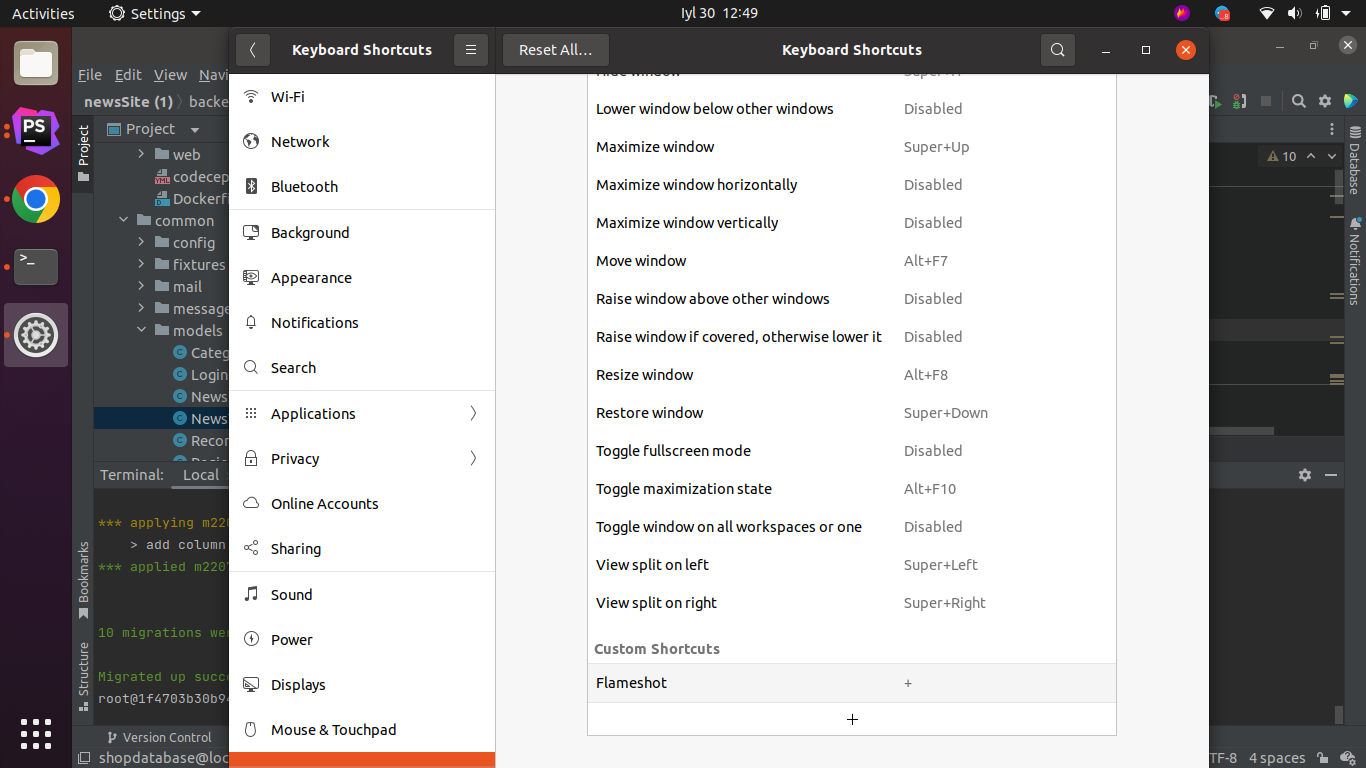 Activities
Settings
Iyl 30 12:49
Keyboard Shortcuts
Reset All...
Keyboard Shortcuts
File Edit View Navi
newsSite (1) backe
Project
Project
web
codecep
Dockerfi
common
config
fixtures
mail
message
models
Categ
Login
News
News
Recor
10
Database
Notifications
Terminal: Local
*** applying m220
> add column
*** applied m220
10 migrations wer
Migrated up succe
root@1f4703b30b94
Bookmarks
Structure
Version Control
shopdatabase@loc
TF-8 4 spaces
PS
>_
Wi-Fi
Network
Bluetooth
Background
Appearance
Notifications
Search
Applications
Privacy
Online Accounts
Sharing
Sound
Power
Displays
Mouse & Touchpad
Hide window Super+H
Lower window below other windows Disabled
Maximize window Super+Up
Maximize window horizontally Disabled
Maximize window vertically Disabled
Move window Alt+F7
Raise window above other windows Disabled
Raise window if covered, otherwise lower it Disabled
Resize window Alt+F8
Restore window Super+Down
Toggle fullscreen mode Disabled
Toggle maximization state Alt+F10
Toggle window on all workspaces or one Disabled
View split on left Super+Left
View split on right Super+Right
Custom Shortcuts
Flameshot +
+